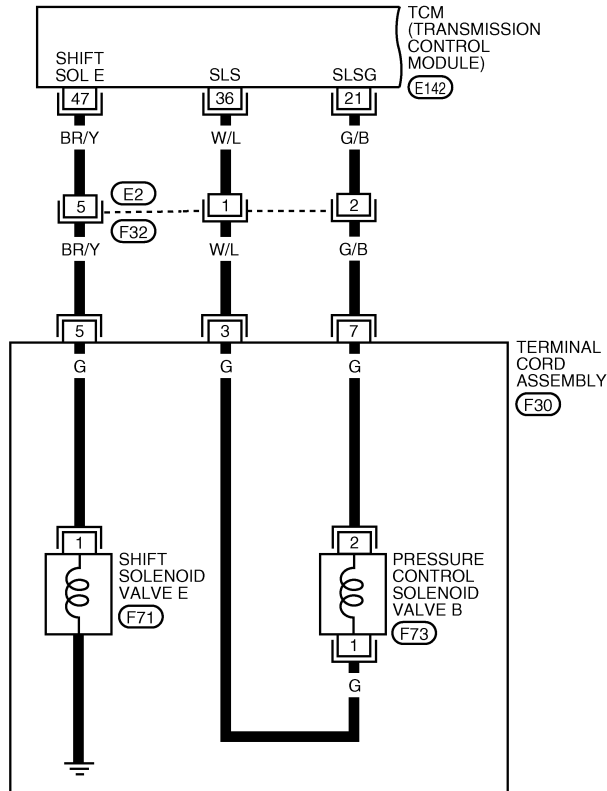 TCM
(TRANSMISSION
CONTROL
MODULE)
E142
SHIFT
SOL E
SLS
SLSG
47
36
21
BR/Y
W/L
G/B
E2
5
1
2
F32
BR/Y
W/L
G/B
5
3
7
TERMINAL
CORD
ASSEMBLY
F30
G
G
G
1
2
SHIFT
SOLENOID
VALVE E
F71
PRESSURE
CONTROL
SOLENOID
VALVE B
F73
1
G